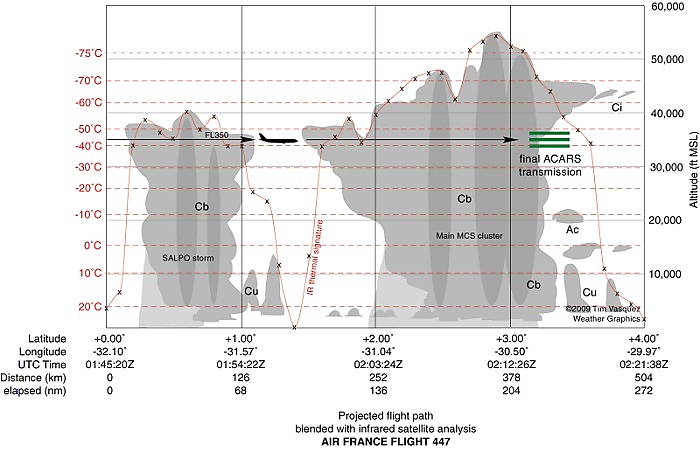 60,000
-75°C
50,000
-70°C
-60°C
Ci
40,000
-50°C
FL350
-40°C
final ACARS
transmission
30,000
-30°C
-20°C
Cb
Cb
20,000
-10°C
Ac
Main MCS cluster
0°C
SALPO storm
IR thermal signature
10°C
10,000
Cu
Cb
Cu
20°C
©2009 Tim Vasquez
Weather Graphics
Altitude (ft MSL)
Latitude +0.00° +1.00° +2.00° +3.00° +4.00°
Longitude -32.10° -31.57° -31.04° -30.50° -29.97°
UTC Time 01:45:20Z 01:54:22Z 02:03:24Z 02:12:26Z 02:21:38Z
Distance (km) 0 126 252 378 504
elapsed (nm) 0 68 136 204 272
Projected flight path
blended with infrared satellite analysis
AIR FRANCE FLIGHT 447